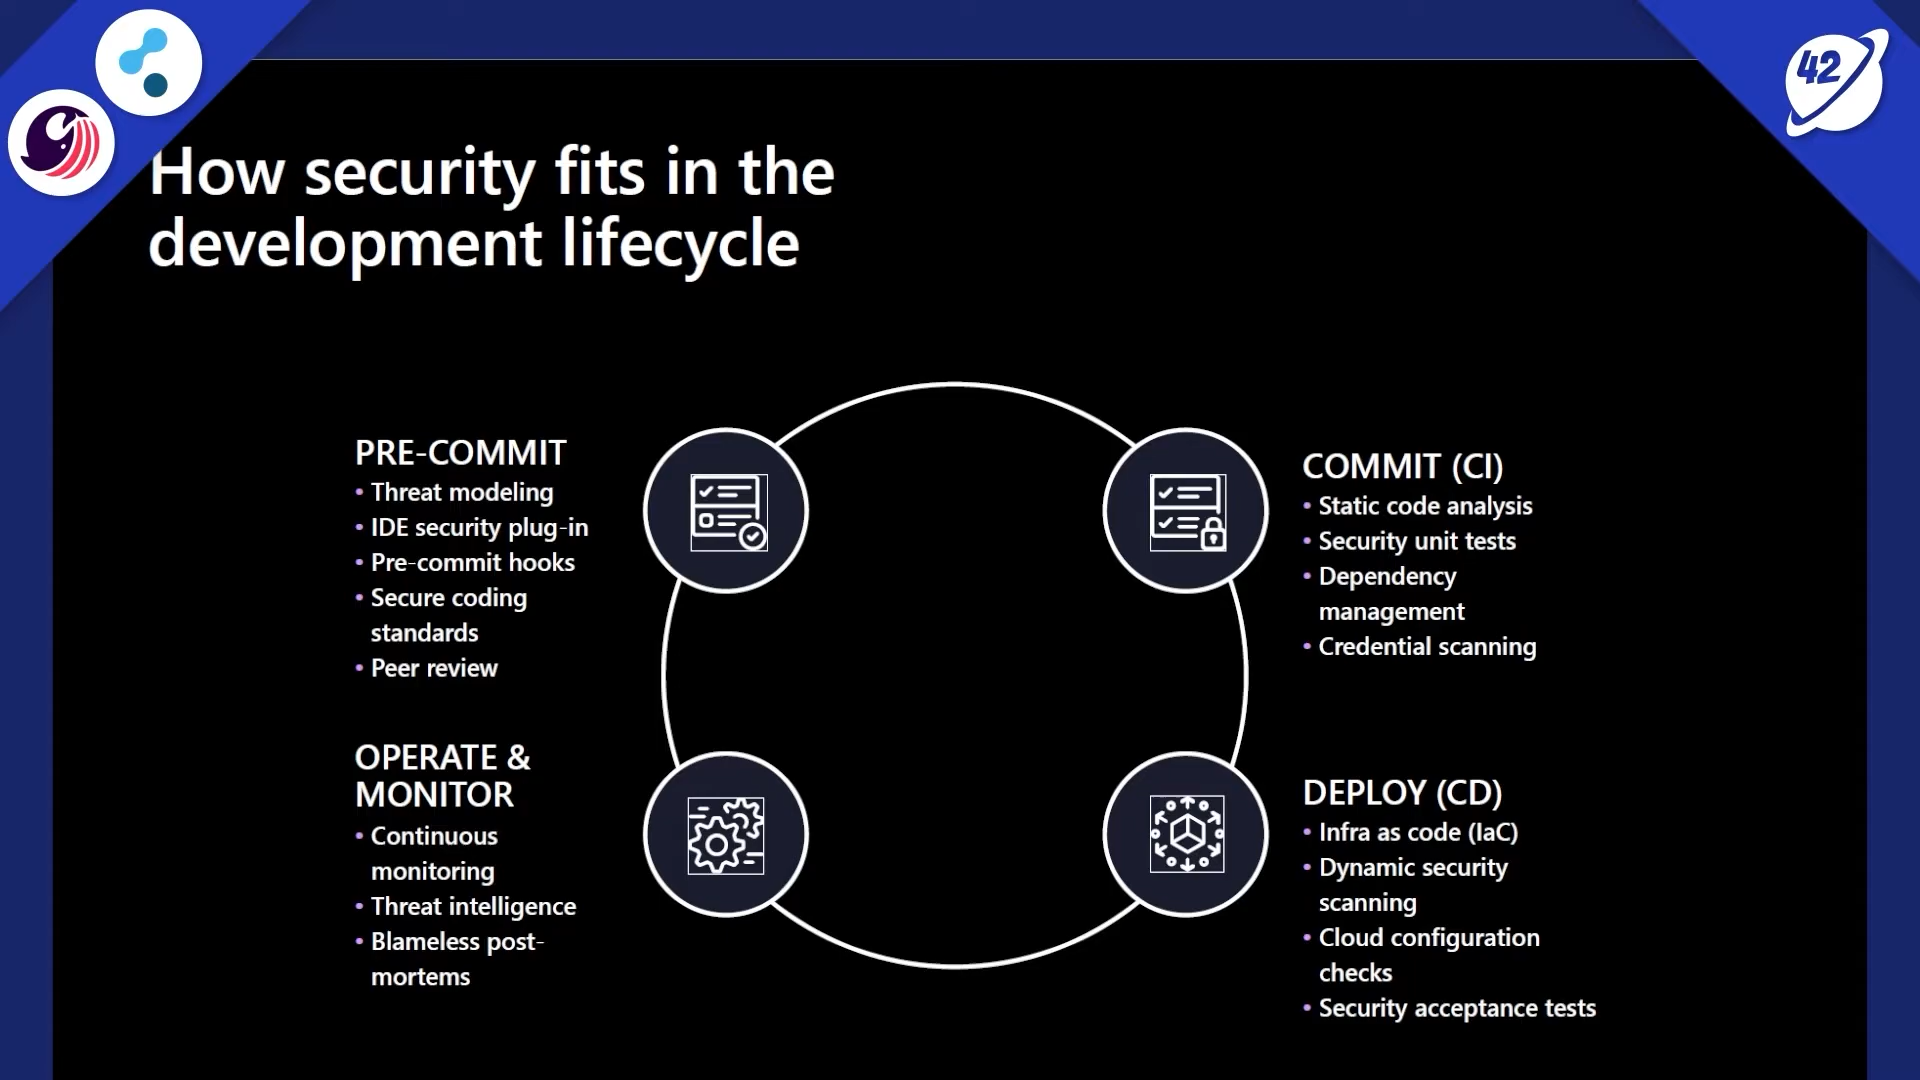 42
How security fits in the
development lifecycle
PRE-COMMIT
• Threat modeling
• IDE security plug-in
• Pre-commit hooks
• Secure coding
standards
• Peer review
COMMIT (CI)
• Static code analysis
• Security unit tests
• Dependency
management
• Credential scanning
OPERATE &
MONITOR
• Continuous
monitoring
• Threat intelligence
• Blameless post-
mortems
DEPLOY (CD)
• Infra as code (IaC)
• Dynamic security
scanning
• Cloud configuration
checks
• Security acceptance tests